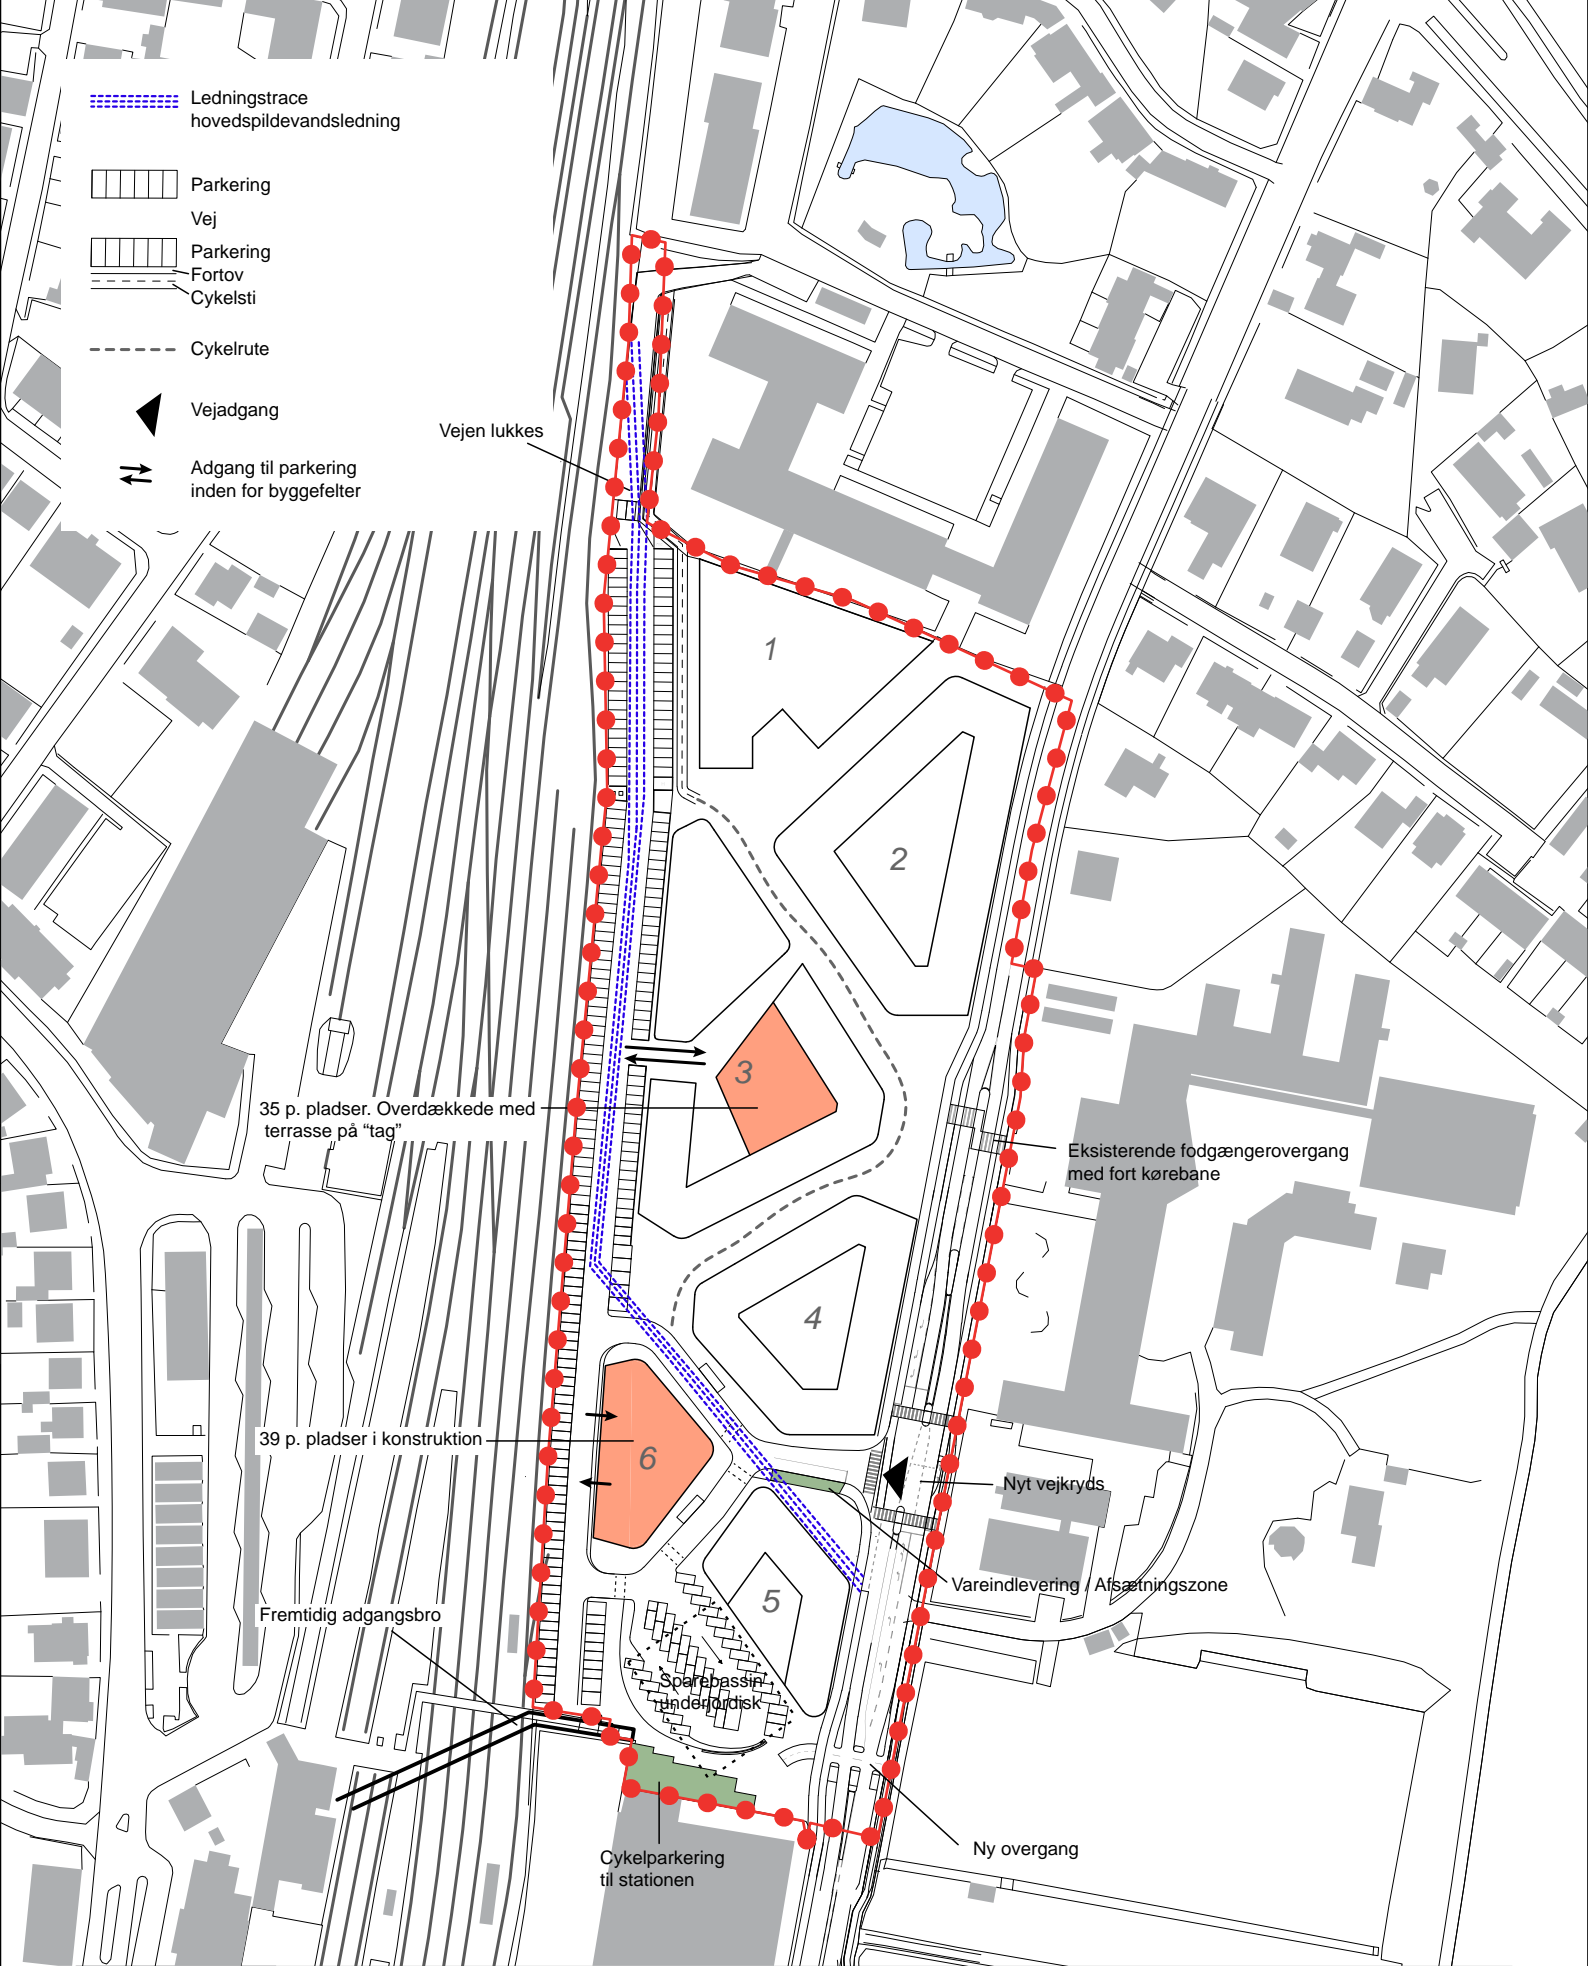 Ledningstrace
hovedspildevandsledning
Parkering
Vej
Parkering
Fortov
Cykelsti
Cykelrute
Vejadgang
Adgang til parkering
inden for byggefelter
Vejen lukkes
1
2
3
35 p. pladser. Overdækkede med
terrasse på “tag”
Eksisterende fodgængerovergang
med fort kørebane
4
39 p. pladser i konstruktion
6
Nyt vejkryds
Vareindlevering / Afsætningszone
5
Fremtidig adgangsbro
Sparebassin
underjordisk
Ny overgang
Cykelparkering
til stationen